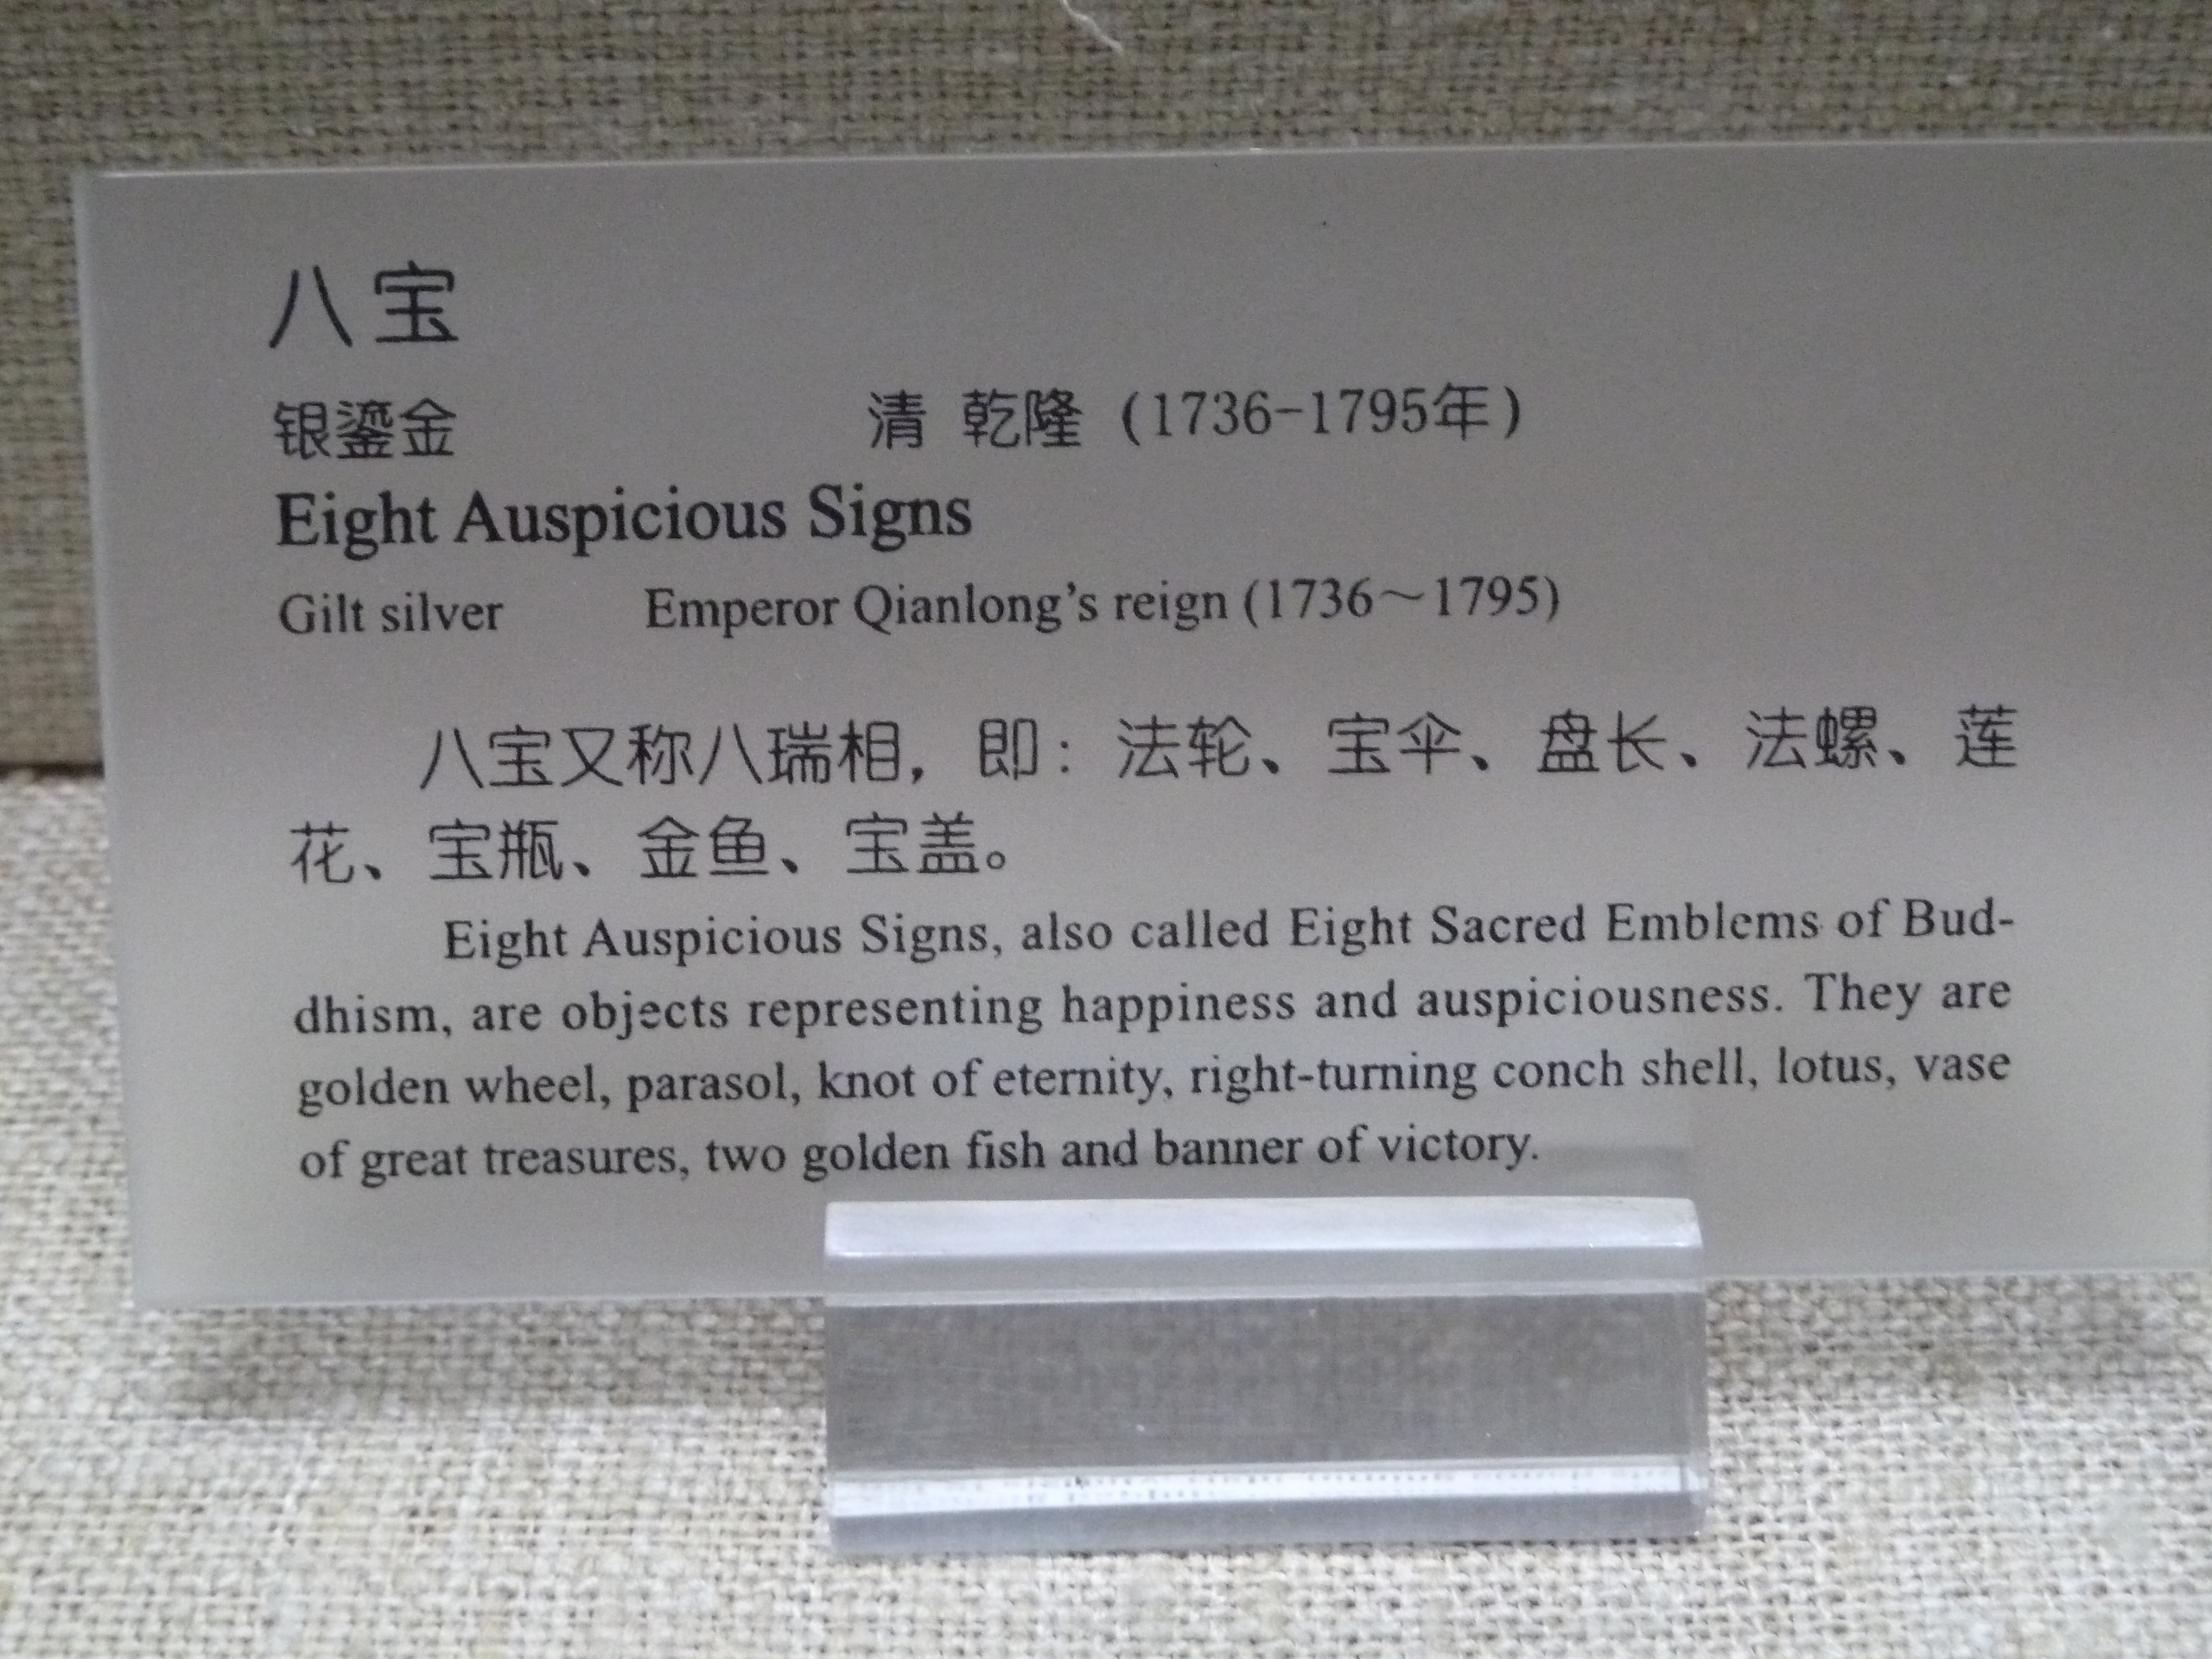 八宝
银鎏金 清 乾隆 (1736-1795年)
Eight Auspicious Signs
Gilt silver Emperor Qianlong's reign (1736～1795)
八宝又称八瑞相，即：法轮、宝伞、盘长、法螺、莲
花、宝瓶、金鱼、宝盖。
Eight Auspicious Signs, also called Eight Sacred Emblems of Bud-
dhism, are objects representing happiness and auspiciousness. They are
golden wheel, parasol, knot of eternity, right-turning conch shell, lotus, vase
of great treasures, two golden fish and banner of victory.